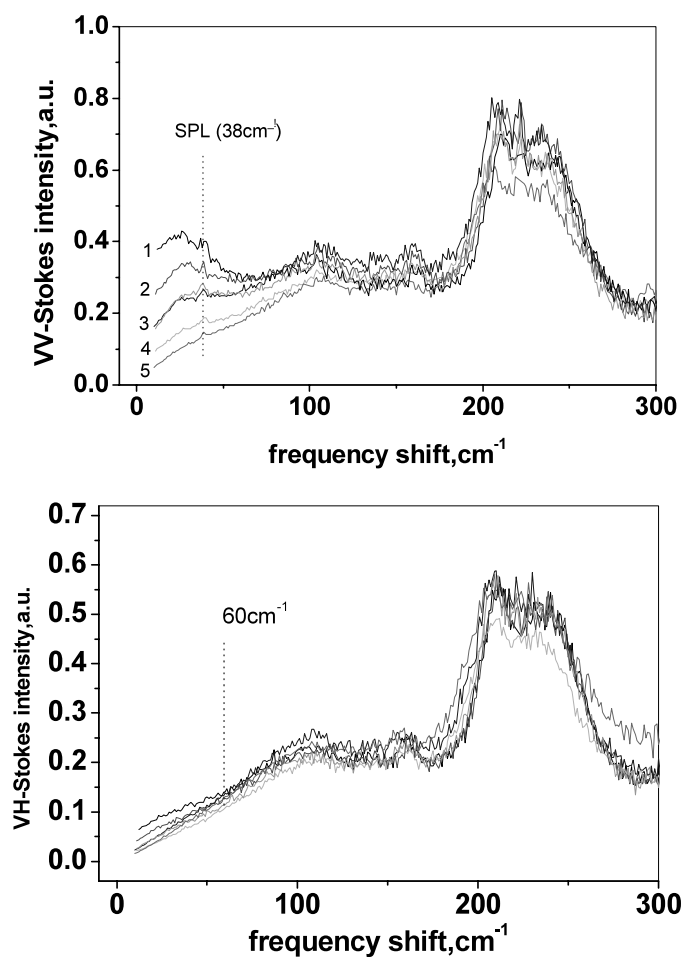 1.0
0.8
0.6
0.4
0.2
0.0
VV-Stokes intensity,a.u.
SPL (38cm⁻¹)
1
2
3
4
5
0 100 200 300
frequency shift,cm⁻¹
0.7
0.6
0.5
0.4
0.3
0.2
0.1
0.0
VH-Stokes intensity,a.u.
60cm⁻¹
0 100 200 300
frequency shift,cm⁻¹